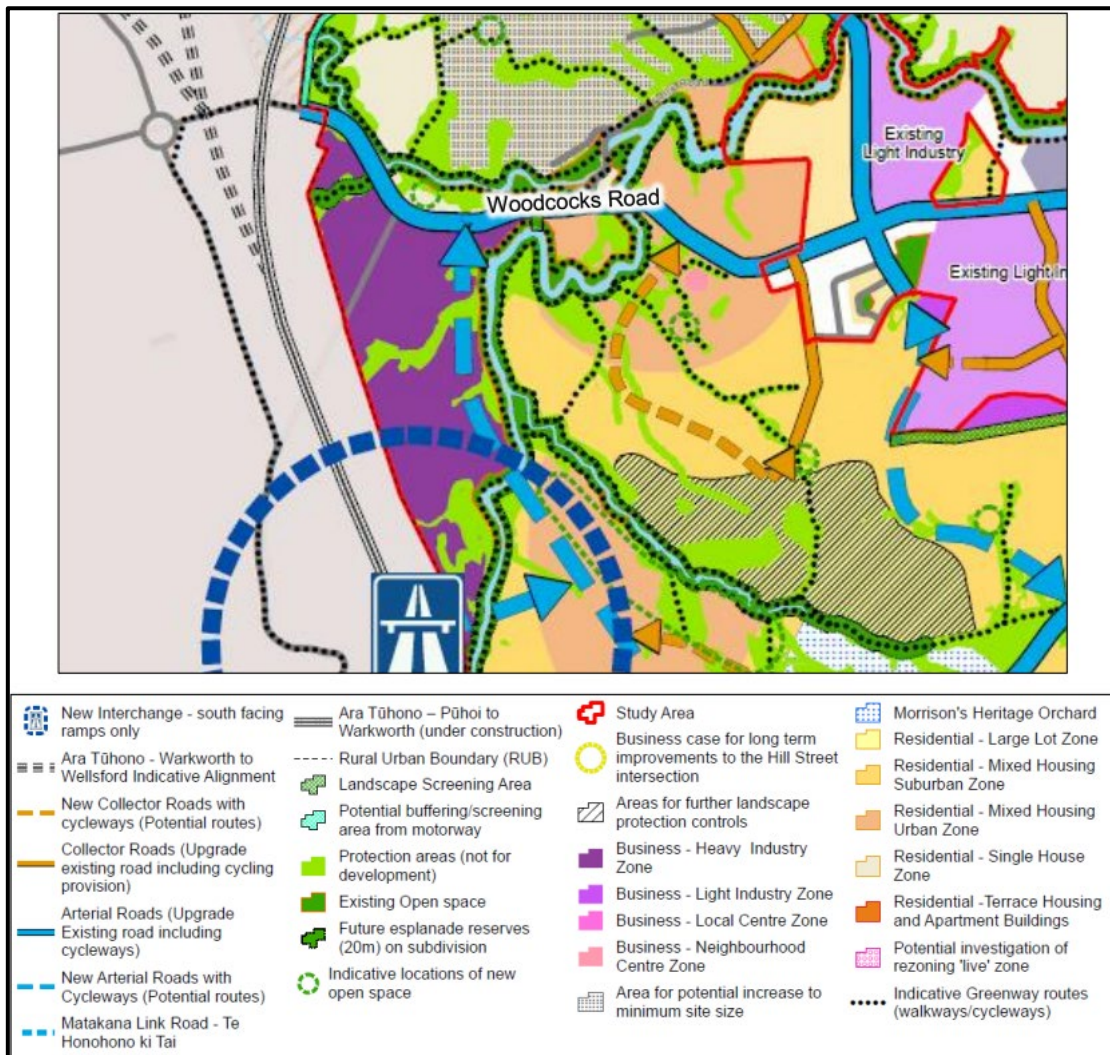 Existing
Light Industry
Woodcocks Road
Existing Light In
New Interchange - south facing
ramps only
Ara Tūhono - Warkworth to
Wellsford Indicative Alignment
New Collector Roads with
cycleways (Potential routes)
Collector Roads (Upgrade
existing road including cycling
provision)
Arterial Roads (Upgrade
Existing road including
cycleways)
New Arterial Roads with
Cycleways (Potential routes)
Matakana Link Road - Te
Honohono ki Tai
Ara Tūhono – Pūhoi to
Warkworth (under construction)
Rural Urban Boundary (RUB)
Landscape Screening Area
Potential buffering/screening
area from motorway
Protection areas (not for
development)
Existing Open space
Future esplanade reserves
(20m) on subdivision
Indicative locations of new
open space
Study Area
Business case for long term
improvements to the Hill Street
intersection
Areas for further landscape
protection controls
Business - Heavy Industry
Zone
Business - Light Industry Zone
Business - Local Centre Zone
Business - Neighbourhood
Centre Zone
Area for potential increase to
minimum site size
Morrison's Heritage Orchard
Residential - Large Lot Zone
Residential - Mixed Housing
Suburban Zone
Residential - Mixed Housing
Urban Zone
Residential - Single House
Zone
Residential -Terrace Housing
and Apartment Buildings
Potential investigation of
rezoning 'live' zone
Indicative Greenway routes
(walkways/cycleways)